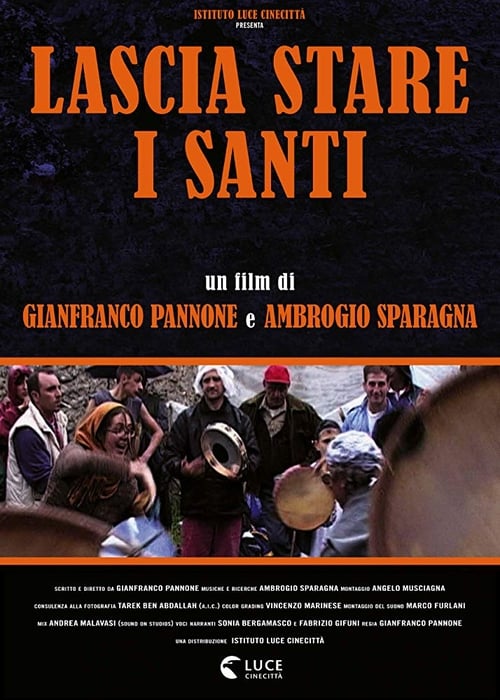 ISTITUTO LUCE CINECITTÀ
PRESENTA
LASCIA STARE
I SANTI
un film di
GIANFRANCO PANNONE e AMBROGIO SPARAGNA
SCRITTO E DIRETTO DA GIANFRANCO PANNONE MUSICHE E RICERCHE AMBROGIO SPARAGNA MONTAGGIO ANGELO MUSCIAGNA
CONSULENZA ALLA FOTOGRAFIA TAREK BEN ABDALLAH (A.I.C.) COLOR GRADING VINCENZO MARINESE MONTAGGIO DEL SUONO MARCO FURLANI
MIX ANDREA MALAVASI (SOUND ON STUDIOS) VOCI NARRANTI SONIA BERGAMASCO E FABRIZIO GIFUNI REGIA GIANFRANCO PANNONE
UNA DISTRIBUZIONE ISTITUTO LUCE CINECITTÀ
LUCE
CINECITTÀ